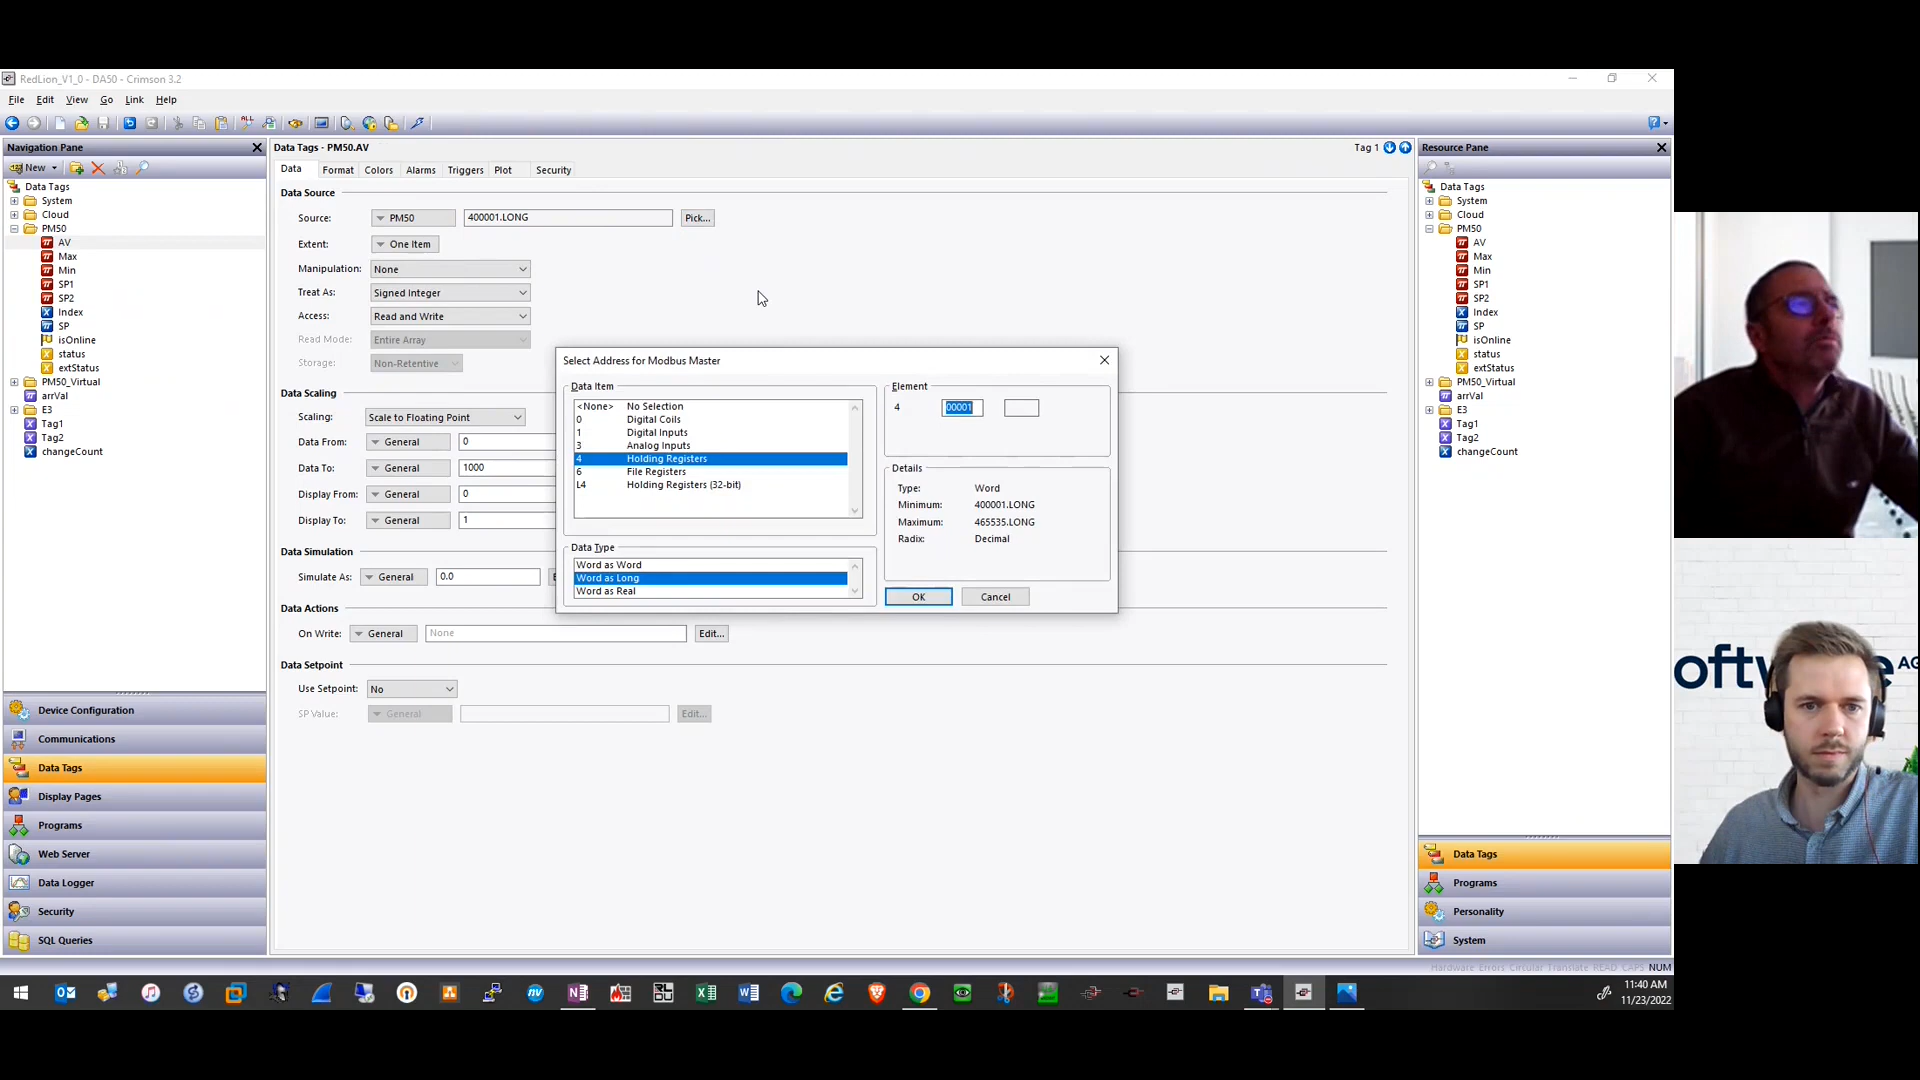 RedLion_V1_0 - DA50 - Crimson 3.2
File Edit View Go Link Help
Navigation Pane
New
Data Tags
System
Cloud
PM50
AV
Max
Min
SP1
SP2
Index
SP
isOnline
status
extStatus
PM50_Virtual
arrVal
E3
Tag1
Tag2
changeCount
Device Configuration
Communications
Data Tags
Display Pages
Programs
Web Server
Data Logger
Security
SQL Queries
Data Tags - PM50.AV
Tag 1
Data Format Colors Alarms Triggers Plot Security
Data Source
Source: PM50 400001.LONG Pick...
Extent: One Item
Manipulation: None
Treat As: Signed Integer
Access: Read and Write
Read Mode: Entire Array
Storage: Non-Retentive
Data Scaling
Scaling: Scale to Floating Point
Data From: General 0
Data To: General 1000
Display From: General 0
Display To: General 1
Data Simulation
Simulate As: General 0.0
Data Actions
On Write: General None Edit...
Data Setpoint
Use Setpoint: No
SP Value: General Edit...
Select Address for Modbus Master
Data Item
<None> No Selection
0 Digital Coils
1 Digital Inputs
3 Analog Inputs
4 Holding Registers
6 File Registers
L4 Holding Registers (32-bit)
Data Type
Word as Word
Word as Long
Word as Real
Element
4 00001
Details
Type: Word
Minimum: 400001.LONG
Maximum: 465535.LONG
Radix: Decimal
OK Cancel
Resource Pane
Data Tags
System
Cloud
PM50
AV
Max
Min
SP1
SP2
Index
SP
isOnline
status
extStatus
PM50_Virtual
arrVal
E3
Tag1
Tag2
changeCount
Data Tags
Programs
Personality
System
Hardware Errors Circular Translate READ CAPS NUM
11:40 AM
11/23/2022